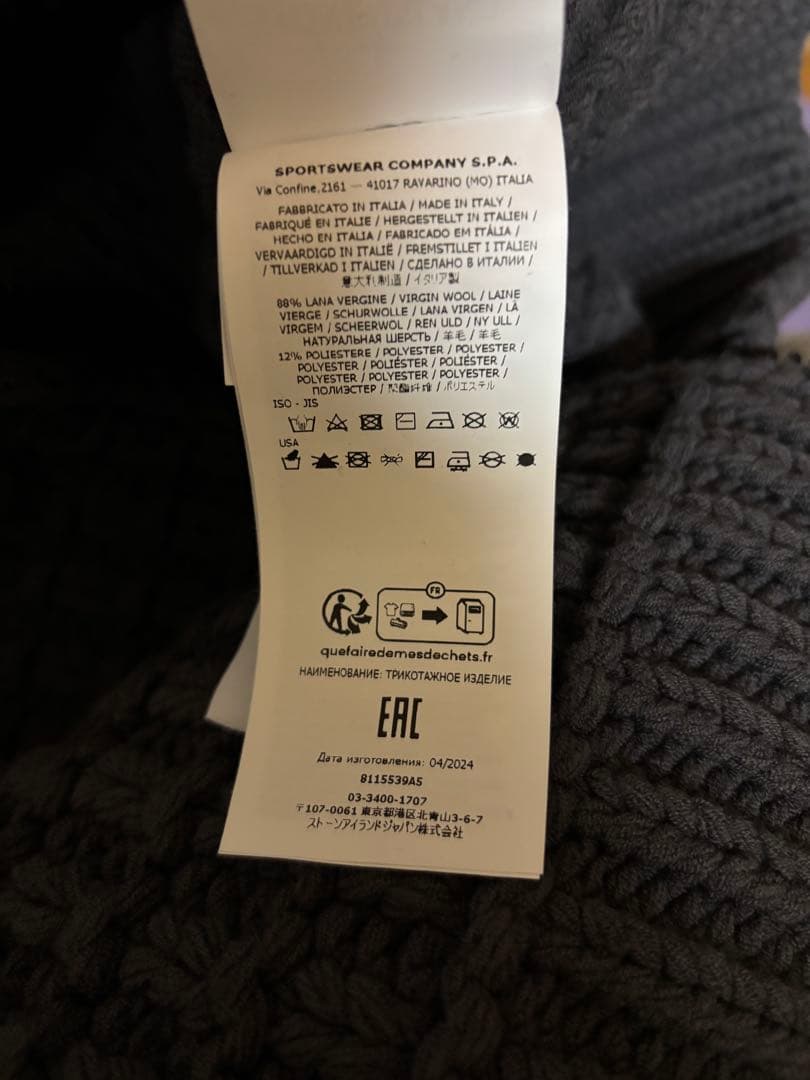 SPORTSWEAR COMPANY S.P.A.
Via Confine,2161 — 41017 RAVARINO (MO) ITALIA
FABBRICATO IN ITALIA / MADE IN ITALY /
FABRIQUÉ EN ITALIE / HERGESTELLT IN ITALIEN /
HECHO EN ITALIA / FABRICADO EM ITÁLIA /
VERVAARDIGD IN ITALIË / FREMSTILLET I ITALIEN
/ TILLVERKAD I ITALIEN / СДЕЛАНО В ИТАЛИИ /
意大利制造 / イタリア製
88% LANA VERGINE / VIRGIN WOOL / LAINE
VIERGE / SCHURWOLLE / LANA VIRGEN / LÀ
VIRGEM / SCHEERWOL / REN ULD / NY ULL /
НАТУРАЛЬНАЯ ШЕРСТЬ / 羊毛 / 羊毛
12% POLIESTERE / POLYESTER / POLYESTER /
POLYESTER / POLIÉSTER / POLIÉSTER /
POLYESTER / POLYESTER / POLYESTER /
ПОЛИЭСТЕР / 聚酯纤维 / ポリエステル
ISO - JIS
W
USA
FR
quefairedemesdechets.fr
НАИМЕНОВАНИЕ: ТРИКОТАЖНОЕ ИЗДЕЛИЕ
EAC
Дата изготовления: 04/2024
8115539A5
03-3400-1707
〒107-0061 東京都港区北青山3-6-7
ストーンアイランドジャパン株式会社